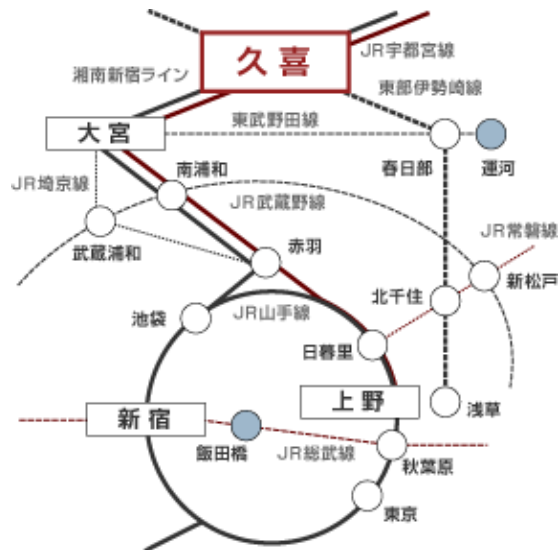 久喜
JR宇都宮線
湘南新宿ライン
東部伊勢崎線
大宮
東武野田線
春日部
運河
南浦和
JR埼京線
JR武蔵野線
武蔵浦和
赤羽
JR常磐線
新松戸
北千住
池袋
JR山手線
日暮里
上野
浅草
新宿
飯田橋
JR総武線
秋葉原
東京